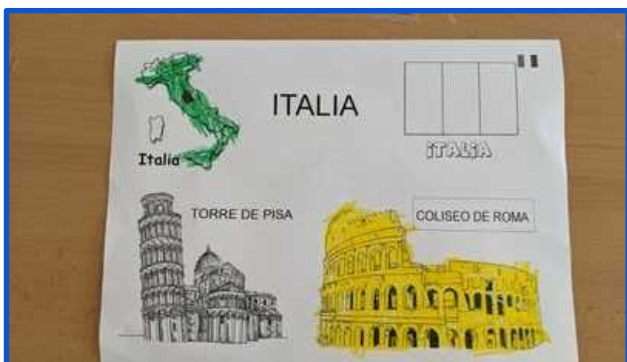 ITALIA
ITALIA
Italia
TORRE DE PISA
COLISEO DE ROMA